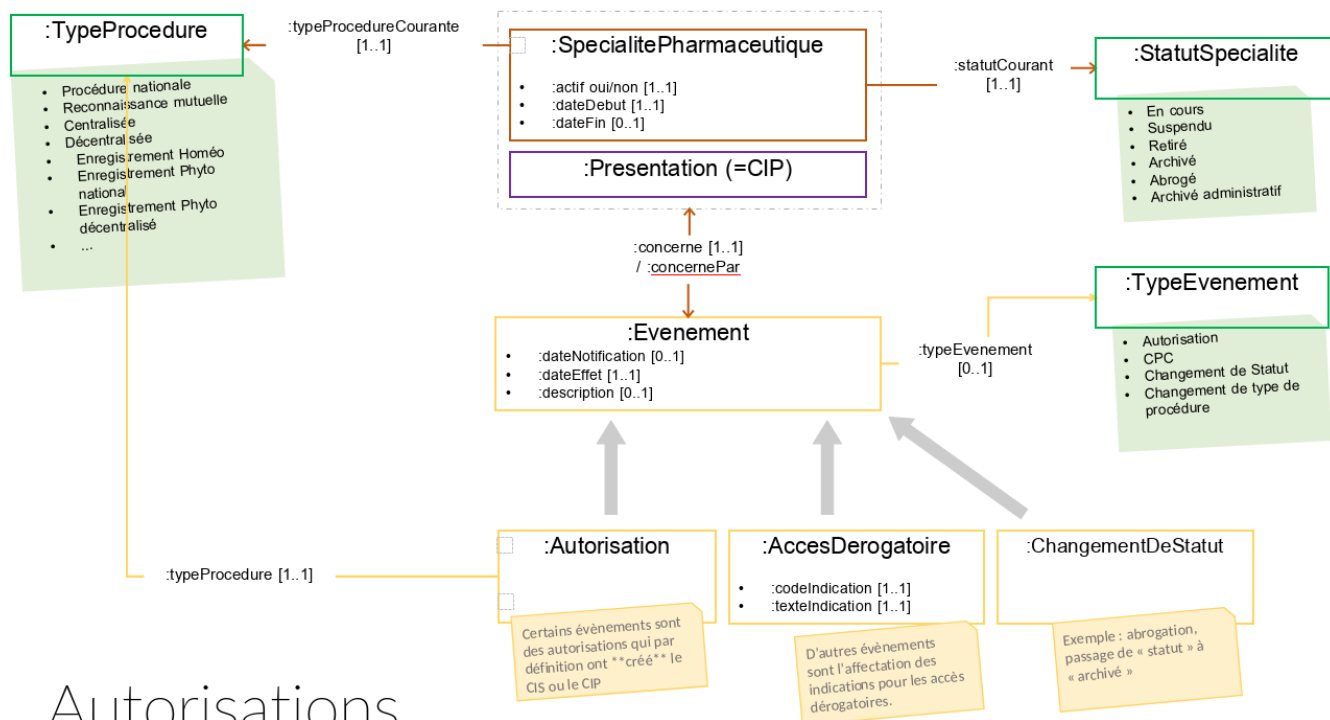 :TypeProcedure
• Procédure nationale
• Reconnaissance mutuelle
• Centralisée
• Décentralisée
• Enregistrement Homéo
• Enregistrement Phyto
national
• Enregistrement Phyto
décentralisé
• ...
:typeProcedureCourante
[1..1]
:SpecialitePharmaceutique
• :actif oui/non [1..1]
• :dateDebut [1..1]
• :dateFin [0..1]
:Presentation (=CIP)
:statutCourant
[1..1]
:StatutSpecialite
• En cours
• Suspendu
• Retiré
• Archivé
• Abrogé
• Archivé administratif
:concerne [1..1]
/ :concernePar
:Evenement
• :dateNotification [0..1]
• :dateEffet [1..1]
• :description [0..1]
:typeEvenement
[0..1]
:TypeEvenement
• Autorisation
• CPC
• Changement de Statut
• Changement de type de
procédure
:typeProcedure [1..1]
:Autorisation
Certains évènements sont
des autorisations qui par
définition ont **créé** le
CIS ou le CIP
:AccesDerogatoire
• :codeIndication [1..1]
• :texteIndication [1..1]
D'autres évènements
sont l'affectation des
indications pour les accès
dérogatoires.
:ChangementDeStatut
Exemple : abrogation,
passage de « statut » à
« archivé »
Autorisations